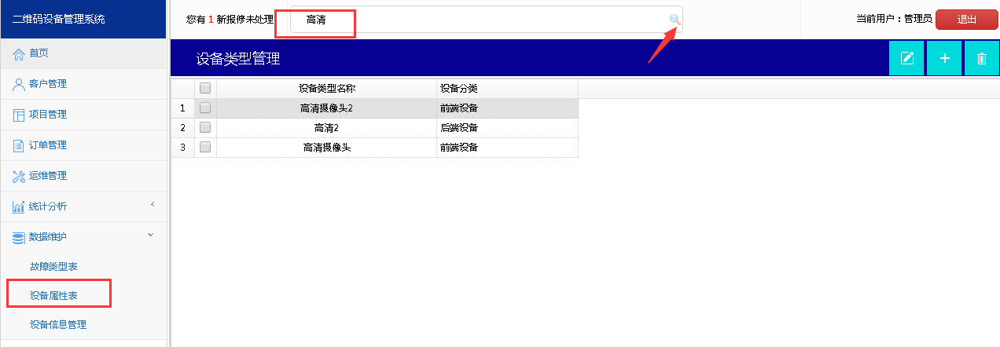 二维码设备管理系统
您有 1 新报修未处理
高清
当前用户：管理员
退出
首页
客户管理
项目管理
订单管理
运维管理
统计分析
数据维护
故障类型表
设备属性表
设备信息管理
设备类型管理
设备类型名称 设备分类
1 高清摄像头2 前端设备
2 高清2 后端设备
3 高清摄像头 前端设备